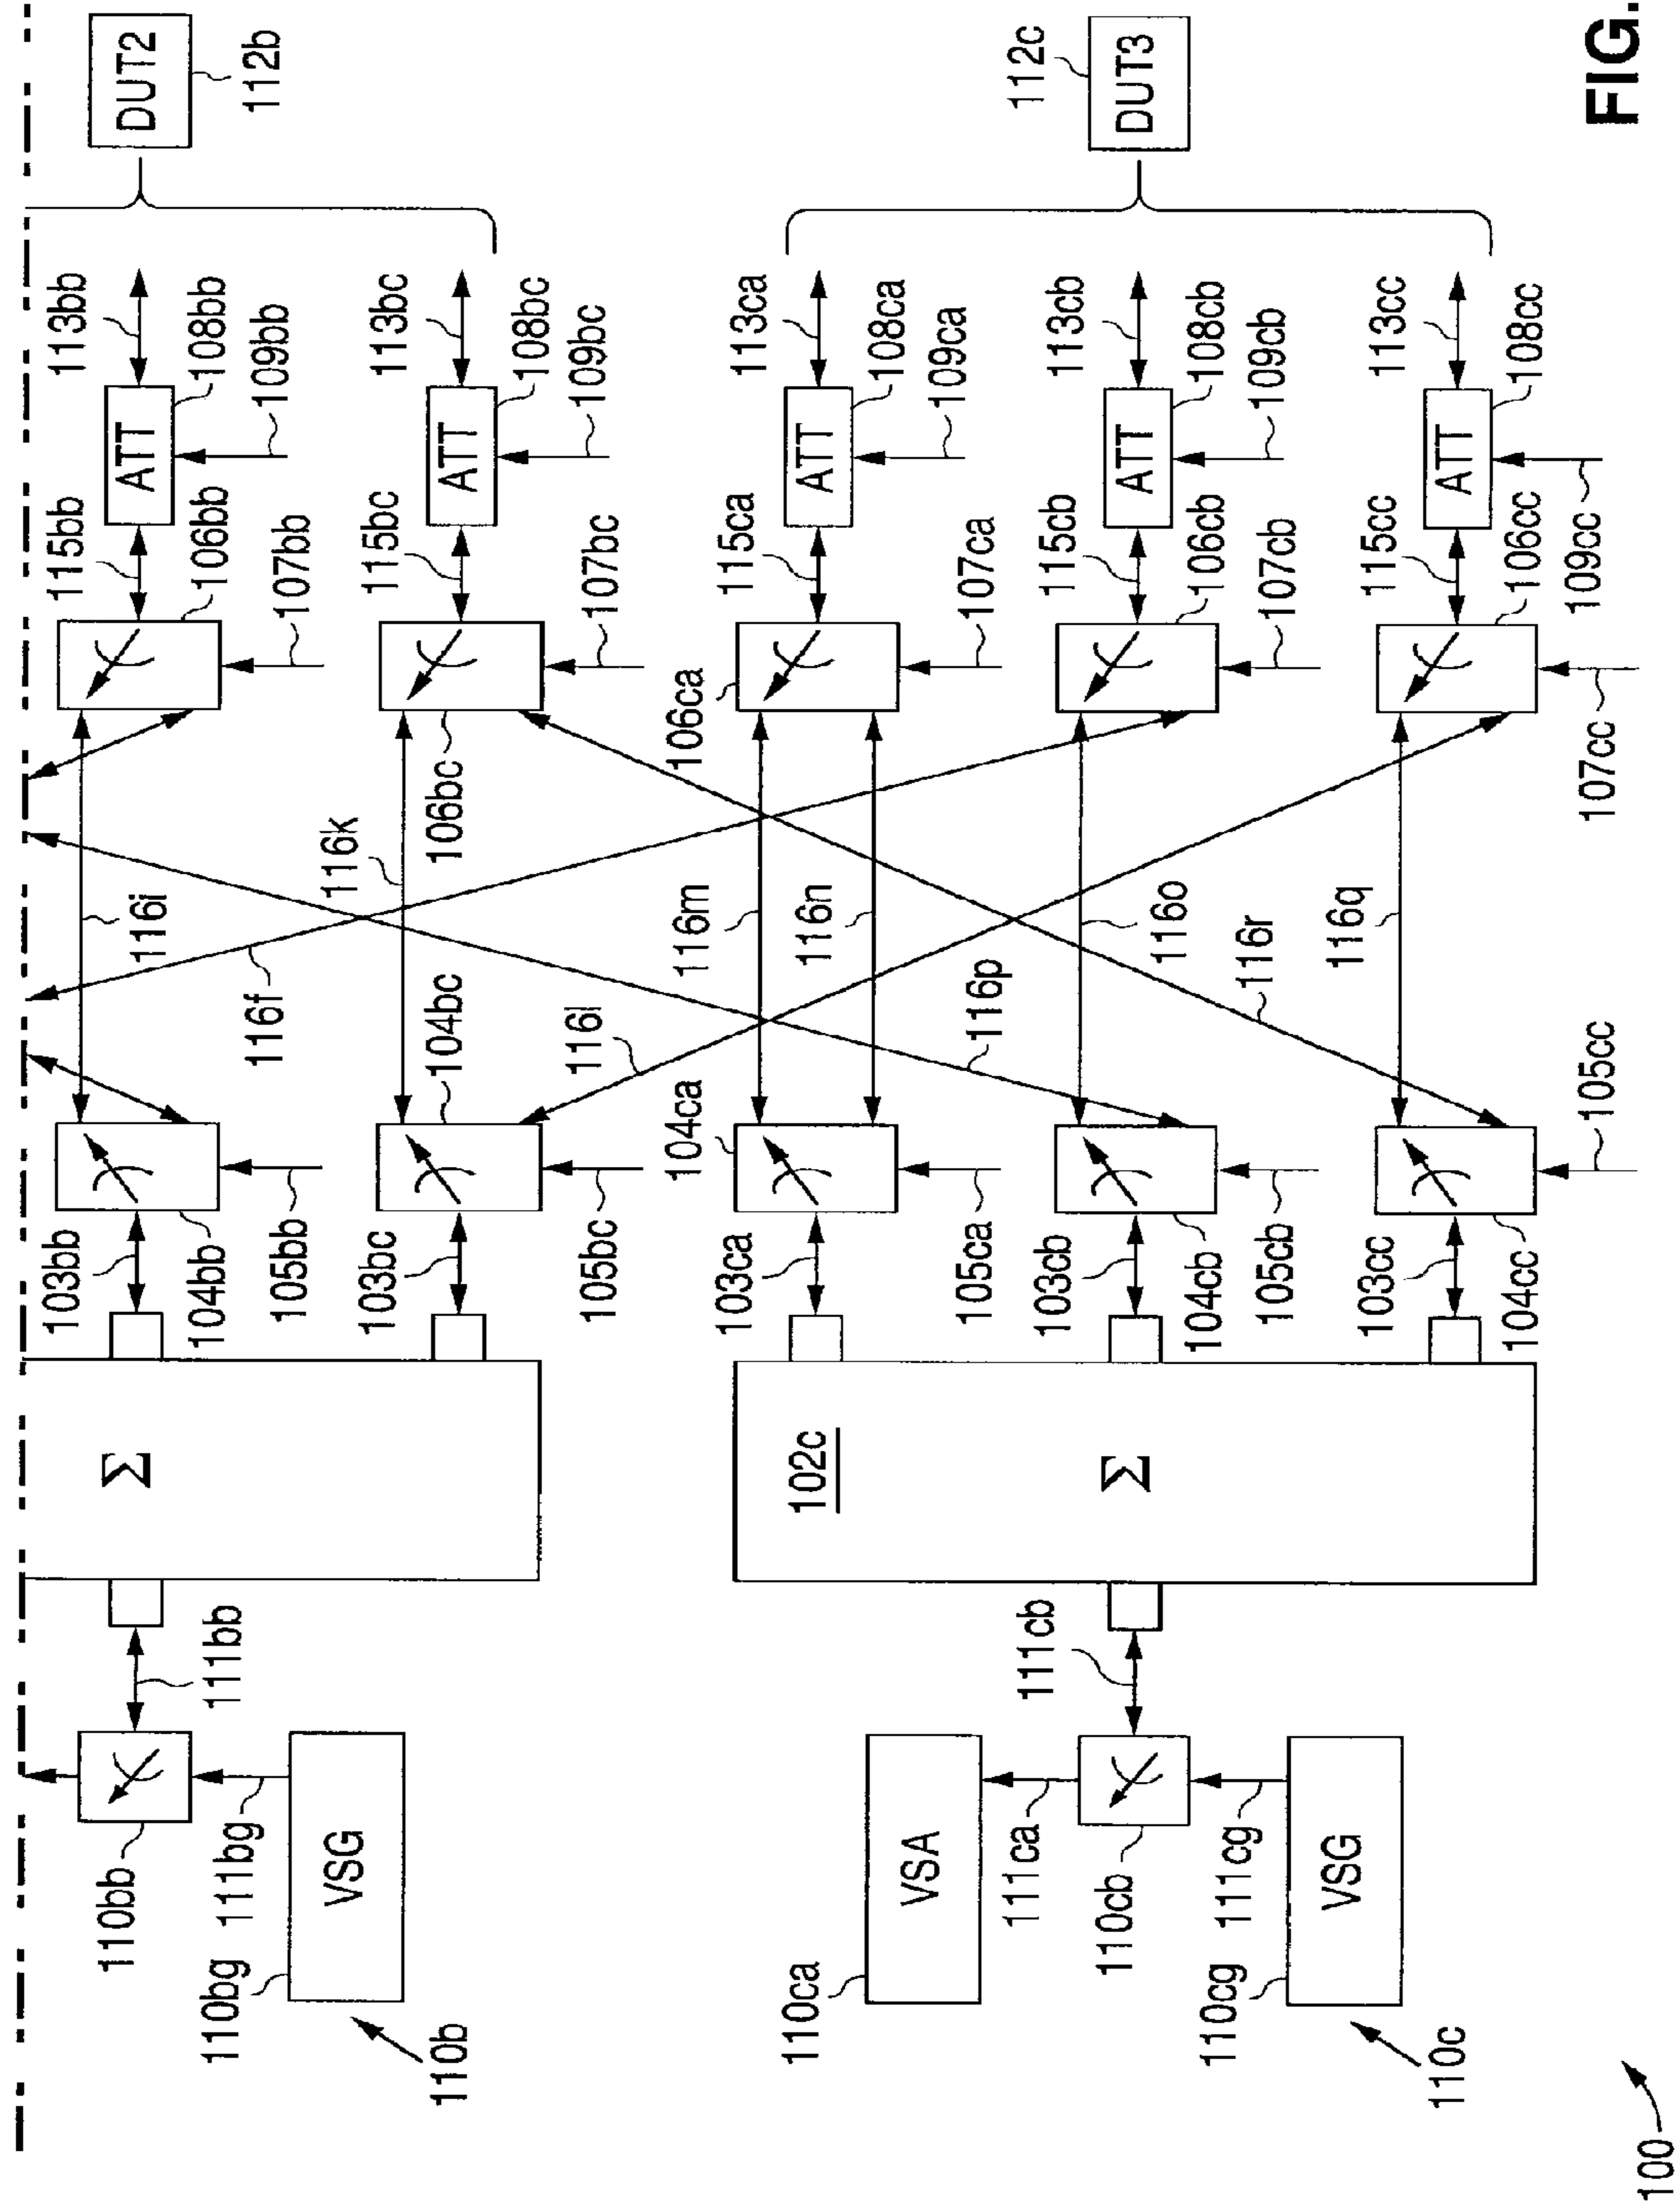 DUT2
112b
112c
DUT3
FIG.
113bb
108bb
109bb
ATT
115bb
106bb
107bb
113bc
108bc
109bc
ATT
115bc
107bc
113ca
108ca
109ca
ATT
115ca
107ca
106ca
113cb
108cb
109cb
ATT
115cb
106cb
107cb
113cc
108cc
ATT
115cc
109cc
106cc
107cc
106bc
116k
116i
116f
116m
116n
116o
116r
116q
116p
116l
104bc
104ca
105cc
103bb
104bb
105bb
103bc
105bc
103ca
105ca
103cb
104cb
105cb
103cc
104cc
Σ
102c
Σ
111bb
110bb
111bg
110bg
VSG
110b
111cb
VSA
111ca
110ca
110cb
111cg
110cg
VSG
110c
100